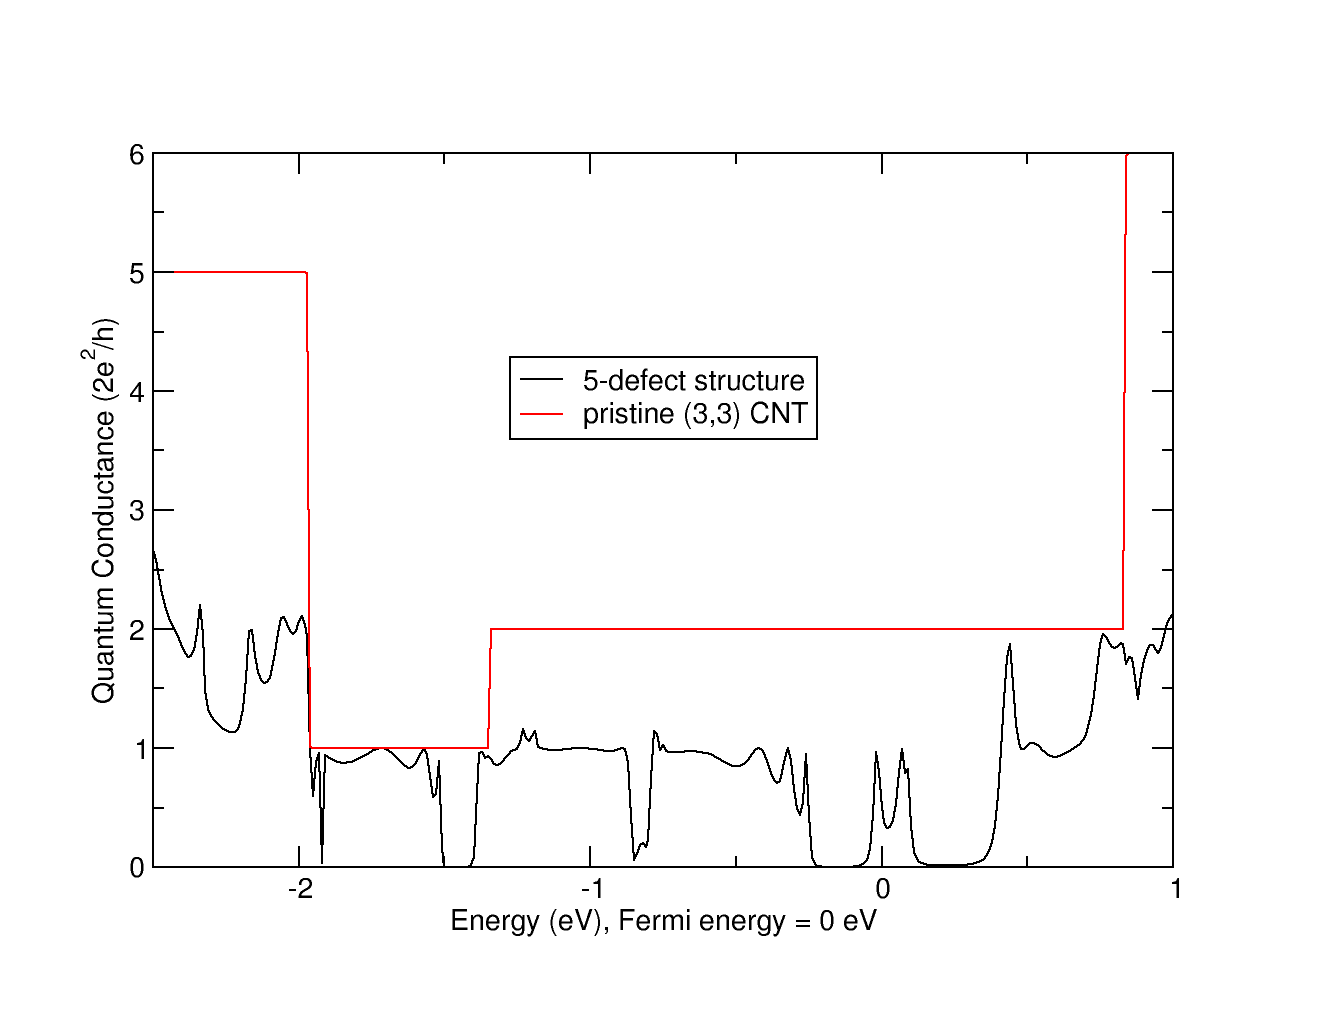 6
5
4
3
2
1
0
Quantum Conductance (2e²/h)
5-defect structure
pristine (3,3) CNT
-2 -1 0 1
Energy (eV), Fermi energy = 0 eV